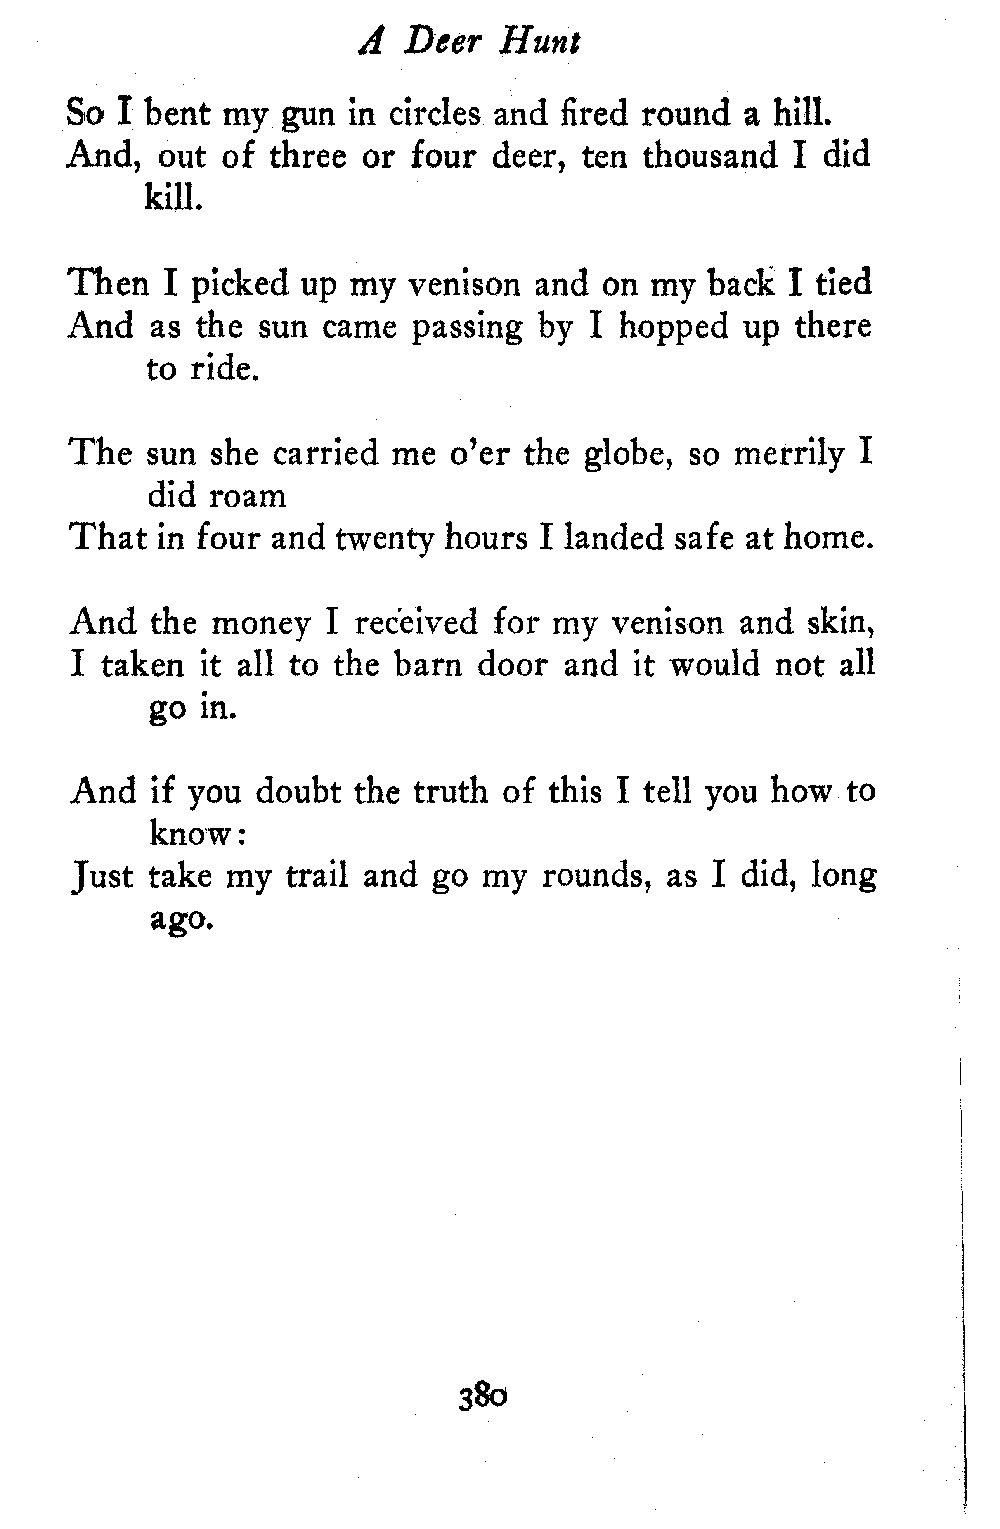 A Deer Hunt
So I bent my gun in circles and fired round a hill.
And, out of three or four deer, ten thousand I did
kill.
Then I picked up my venison and on my back I tied
And as the sun came passing by I hopped up there
to ride.
The sun she carried me o'er the globe, so merrily I
did roam
That in four and twenty hours I landed safe at home.
And the money I received for my venison and skin,
I taken it all to the barn door and it would not all
go in.
And if you doubt the truth of this I tell you how to
know:
Just take my trail and go my rounds, as I did, long
ago.
380